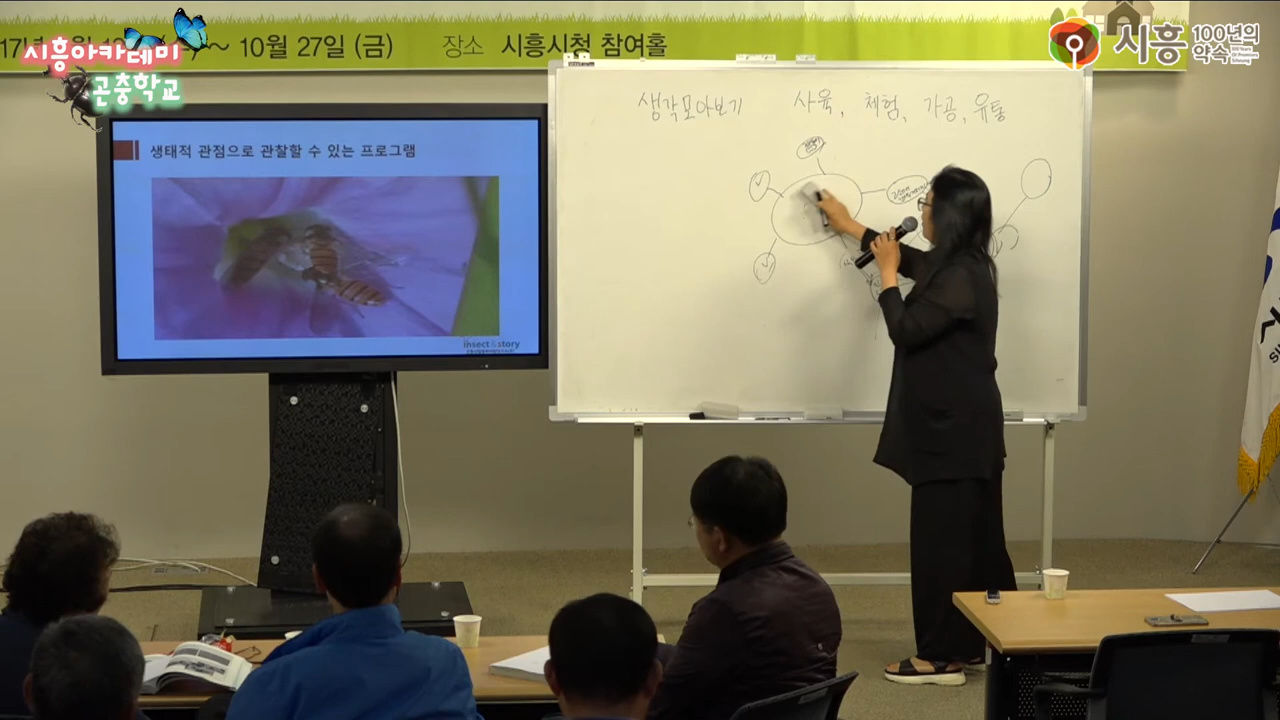 ~ 10월 27일 (금) 장소 시흥시청 참여홀
시흥아카데미
곤충학교
시흥 100년의
약속
생각모아보기 사육, 체험, 가공, 유통
생태적 관점으로 관찰할 수 있는 프로그램
insect&story